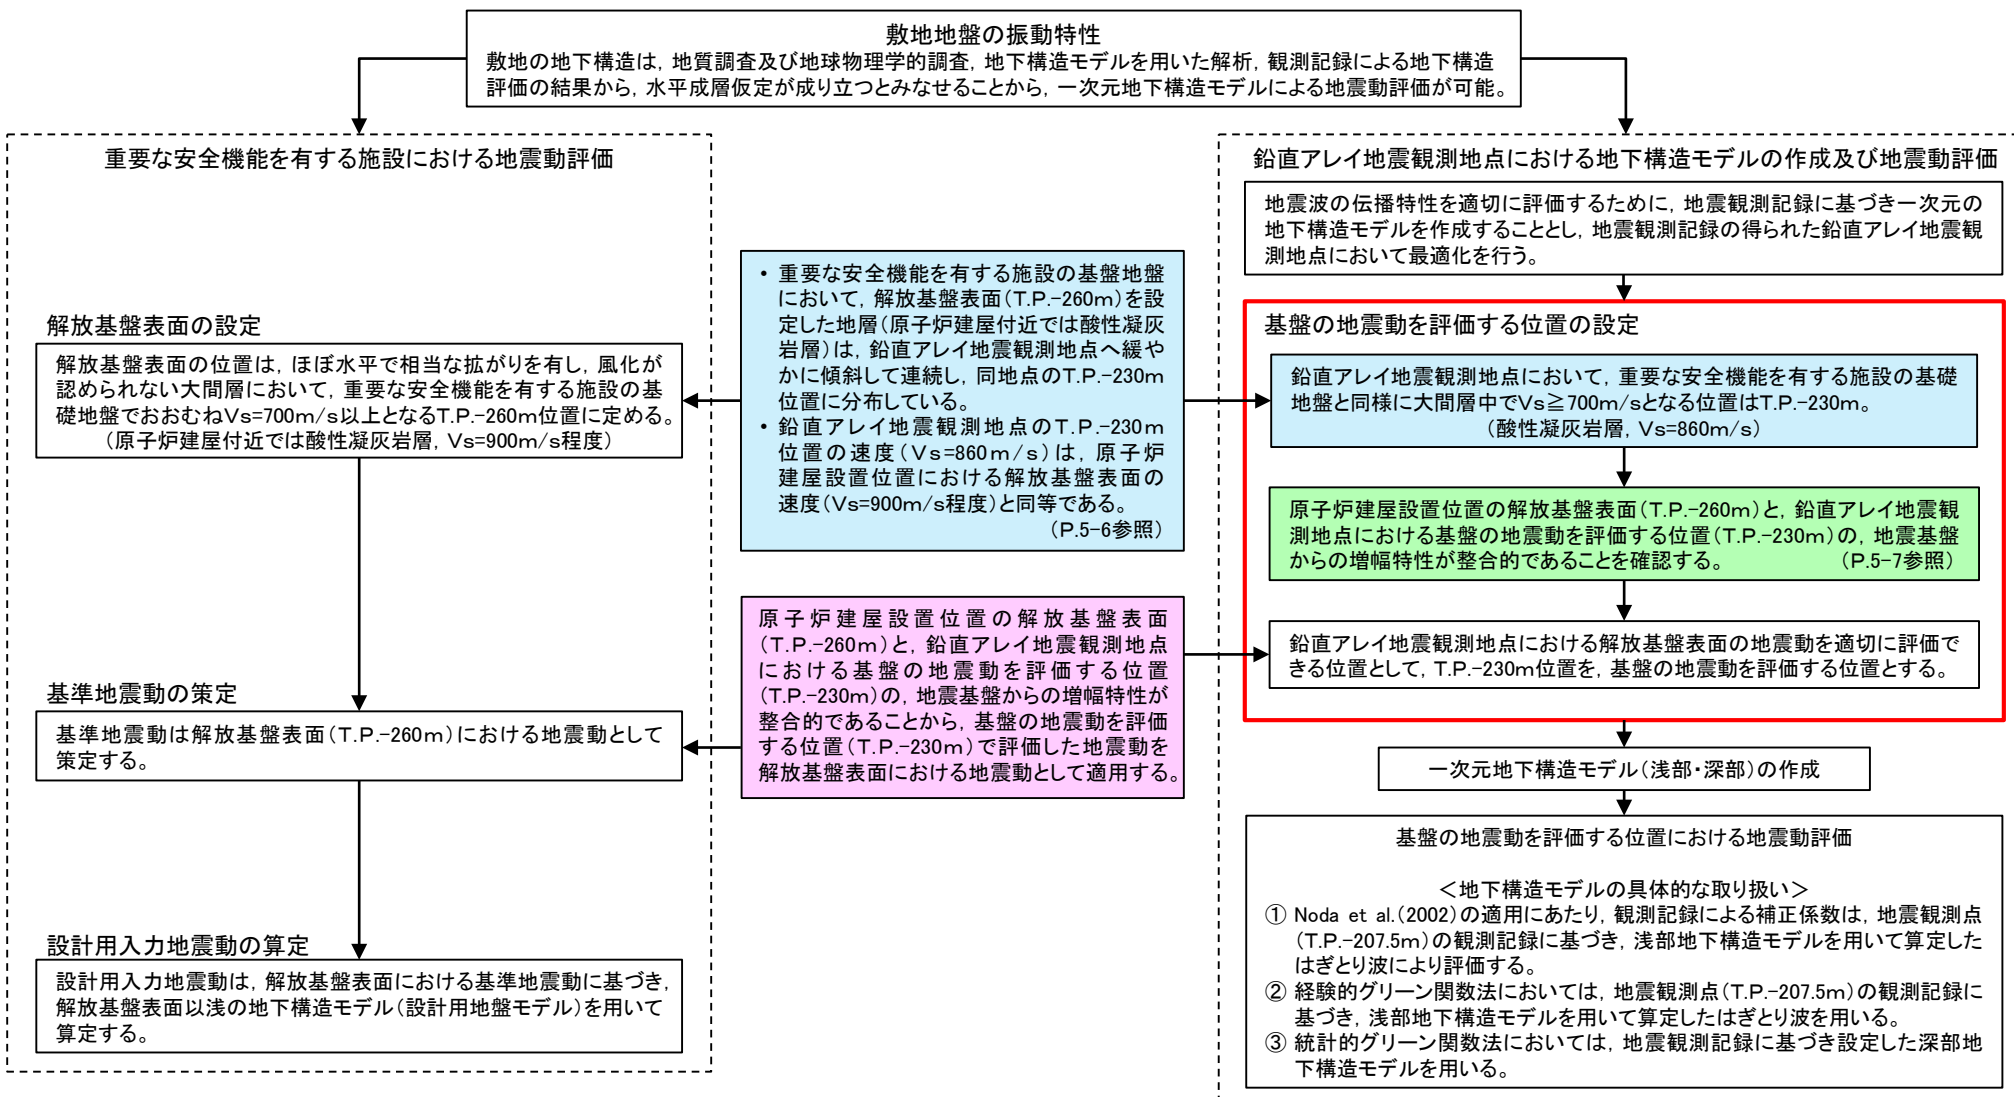 敷地地盤の振動特性
敷地の地下構造は，地質調査及び地球物理学的調査，地下構造モデルを用いた解析，観測記録による地下構造
評価の結果から，水平成層仮定が成り立つとみなせることから，一次元地下構造モデルによる地震動評価が可能。
重要な安全機能を有する施設における地震動評価
解放基盤表面の設定
解放基盤表面の位置は，ほぼ水平で相当な拡がりを有し，風化が
認められない大間層において，重要な安全機能を有する施設の基
礎地盤でおおむねVs=700m/s以上となるT.P.-260m位置に定める。
（原子炉建屋付近では酸性凝灰岩層，Vs=900m/s程度）
基準地震動の策定
基準地震動は解放基盤表面（T.P.-260m）における地震動として
策定する。
設計用入力地震動の算定
設計用入力地震動は，解放基盤表面における基準地震動に基づき，
解放基盤表面以浅の地下構造モデル（設計用地盤モデル）を用いて
算定する。
・ 重要な安全機能を有する施設の基盤地盤
において，解放基盤表面（T.P.-260m）を設
定した地層（原子炉建屋付近では酸性凝灰
岩層）は，鉛直アレイ地震観測地点へ緩や
かに傾斜して連続し，同地点のT.P.-230m
位置に分布している。
・ 鉛直アレイ地震観測地点のT.P.-230m
位置の速度（Vs=860m/s）は，原子炉
建屋設置位置における解放基盤表面の
速度（Vs=900m/s程度）と同等である。
（P.5-6参照）
原子炉建屋設置位置の解放基盤表面
（T.P.-260m）と，鉛直アレイ地震観測地点
における基盤の地震動を評価する位置
（T.P.-230m）の，地震基盤からの増幅特性が
整合的であることから，基盤の地震動を評価
する位置（T.P.-230m）で評価した地震動を
解放基盤表面における地震動として適用する。
鉛直アレイ地震観測地点における地下構造モデルの作成及び地震動評価
地震波の伝播特性を適切に評価するために，地震観測記録に基づき一次元の
地下構造モデルを作成することとし，地震観測記録の得られた鉛直アレイ地震観
測地点において最適化を行う。
基盤の地震動を評価する位置の設定
鉛直アレイ地震観測地点において，重要な安全機能を有する施設の基礎
地盤と同様に大間層中でVs≧700m/sとなる位置はT.P.-230m。
（酸性凝灰岩層，Vs=860m/s）
原子炉建屋設置位置の解放基盤表面（T.P.-260m）と，鉛直アレイ地震観
測地点における基盤の地震動を評価する位置（T.P.-230m）の，地震基盤
からの増幅特性が整合的であることを確認する。 （P.5-7参照）
鉛直アレイ地震観測地点における解放基盤表面の地震動を適切に評価で
きる位置として，T.P.-230m位置を，基盤の地震動を評価する位置とする。
一次元地下構造モデル（浅部・深部）の作成
基盤の地震動を評価する位置における地震動評価
＜地下構造モデルの具体的な取り扱い＞
① Noda et al.（2002）の適用にあたり，観測記録による補正係数は，地震観測点
（T.P.-207.5m）の観測記録に基づき，浅部地下構造モデルを用いて算定した
はぎとり波により評価する。
② 経験的グリーン関数法においては，地震観測点（T.P.-207.5m）の観測記録に
基づき，浅部地下構造モデルを用いて算定したはぎとり波を用いる。
③ 統計的グリーン関数法においては，地震観測記録に基づき設定した深部地
下構造モデルを用いる。